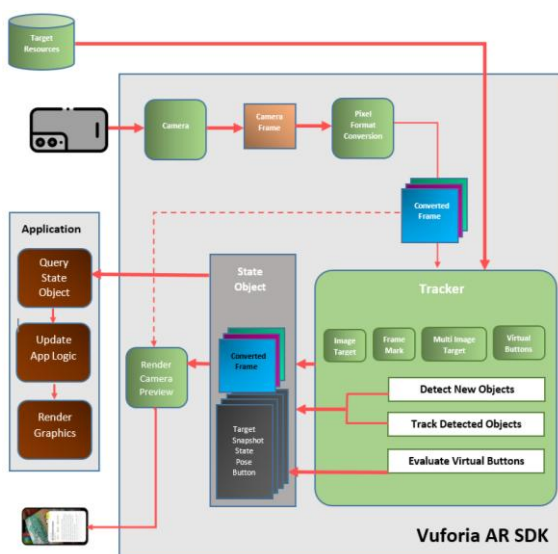 Target
Resources
Camera
Camera
Frame
Pixel
Format
Conversion
Converted
Frame
Application
Query
State
Object
Update
App Logic
Render
Graphics
State
Object
Converted
Frame
Target
Snapshot
State
Pose
Button
Render
Camera
Preview
Tracker
Image
Target
Frame
Mark
Multi Image
Target
Virtual
Buttons
Detect New Objects
Track Detected Objects
Evaluate Virtual Buttons
Vuforia AR SDK